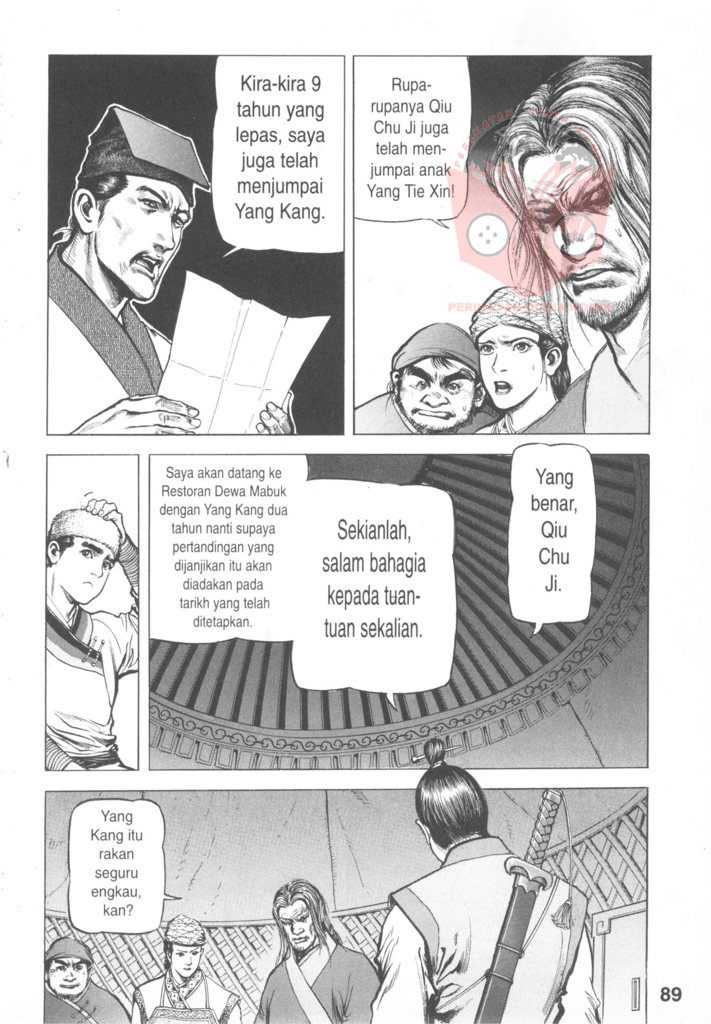 Kira-kira 9
tahun yang
lepas, saya
juga telah
menjumpai
Yang Kang.
Rupa-
rupanya Qiu
Chu Ji juga
telah men-
jumpai anak
Yang Tie Xin!
Saya akan datang ke
Restoran Dewa Mabuk
dengan Yang Kang dua
tahun nanti supaya
pertandingan yang
dijanjikan itu akan
diadakan pada
tarikh yang telah
ditetapkan.
Sekianlah,
salam bahagia
kepada tuan-
tuan sekalian.
Yang
benar,
Qiu
Chu
Ji.
Yang
Kang itu
rakan
seguru
engkau,
kan?
89